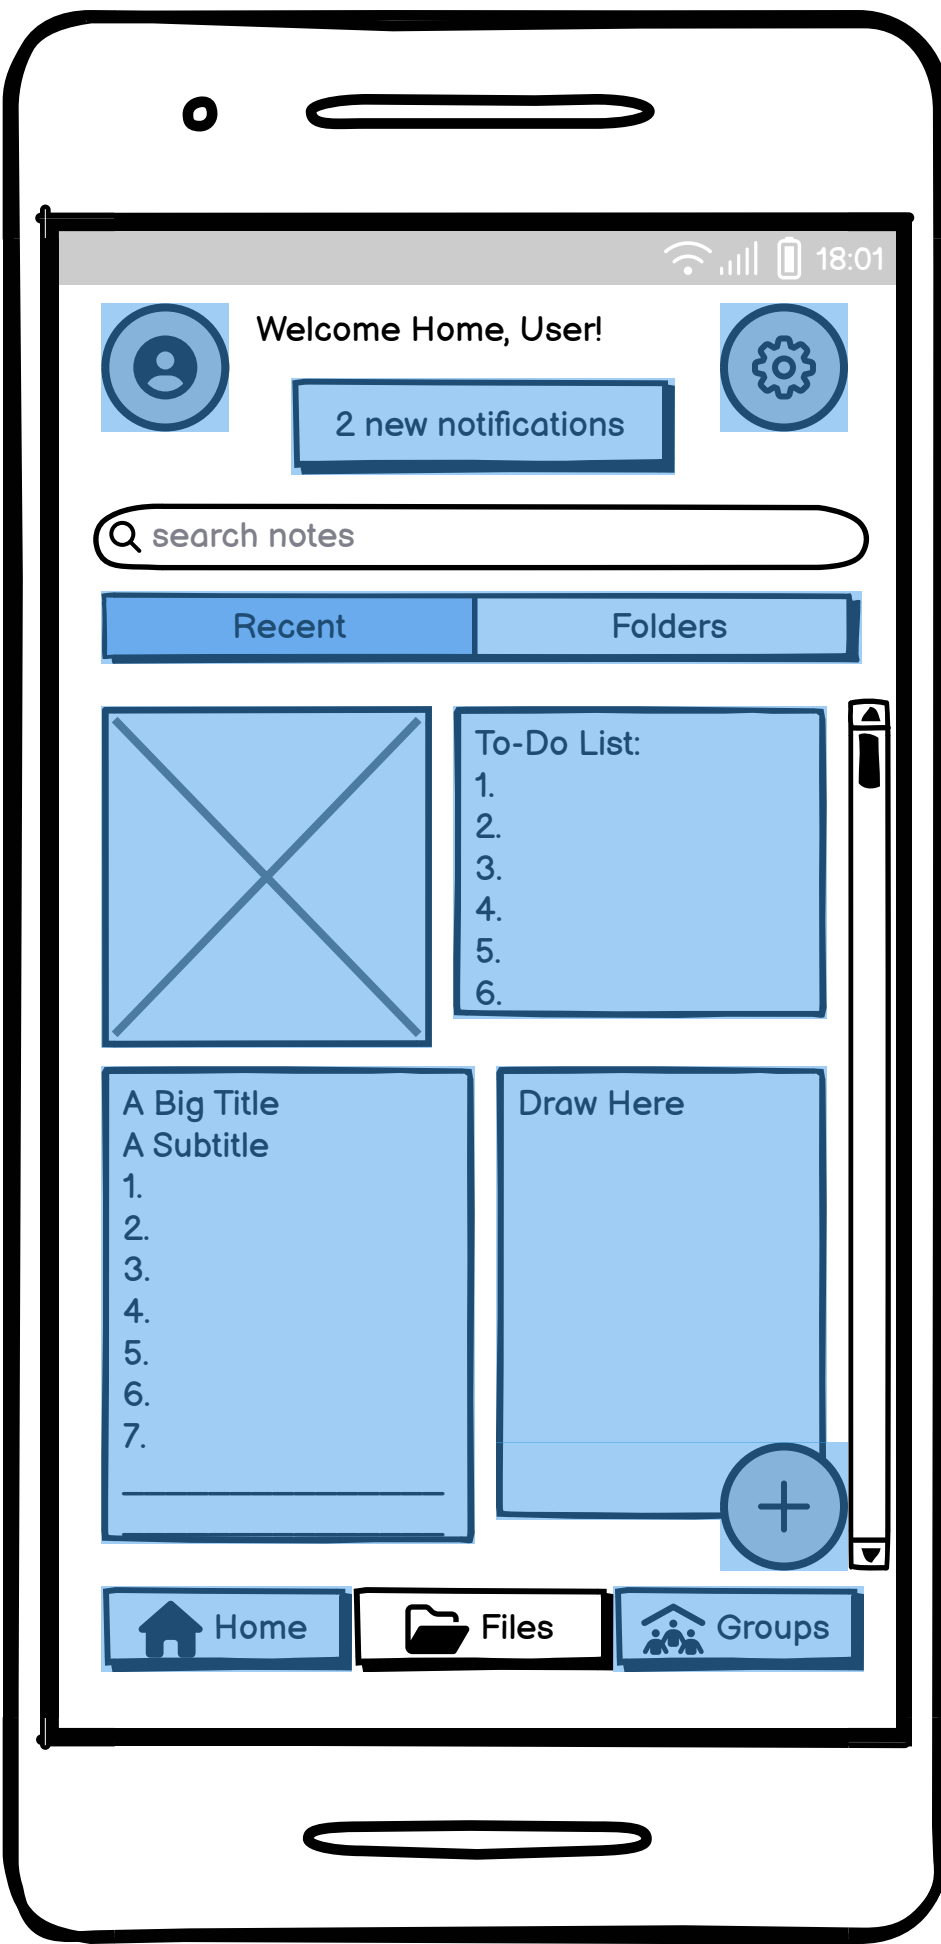 18:01
Welcome Home, User!
2 new notifications
search notes
Recent
Folders
To-Do List:
1.
2.
3.
4.
5.
6.
A Big Title
A Subtitle
1.
2.
3.
4.
5.
6.
7.
Draw Here
Home
Files
Groups